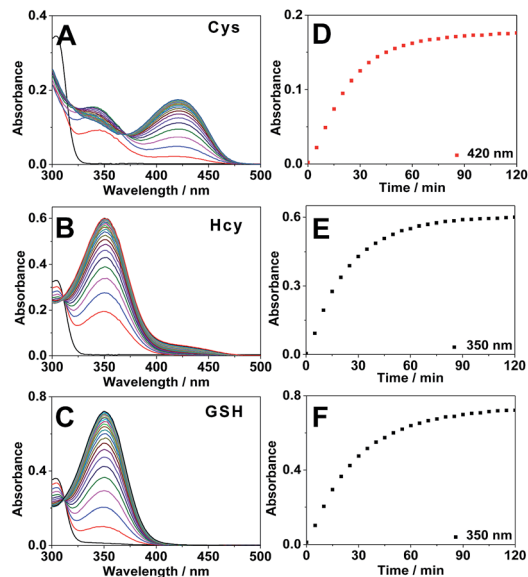 A
Cys
Absorbance
0.4
0.2
0.0
300 350 400 450 500
Wavelength / nm
D
Absorbance
0.2
0.1
0.0
0 30 60 90 120
420 nm
Time / min
B
Hcy
Absorbance
0.6
0.4
0.2
0.0
300 350 400 450 500
Wavelength / nm
E
Absorbance
0.6
0.3
0.0
0 30 60 90 120
350 nm
Time / min
C
GSH
Absorbance
0.8
0.4
0.0
300 350 400 450 500
Wavelength / nm
F
Absorbance
0.8
0.4
0.0
0 30 60 90 120
350 nm
Time / min